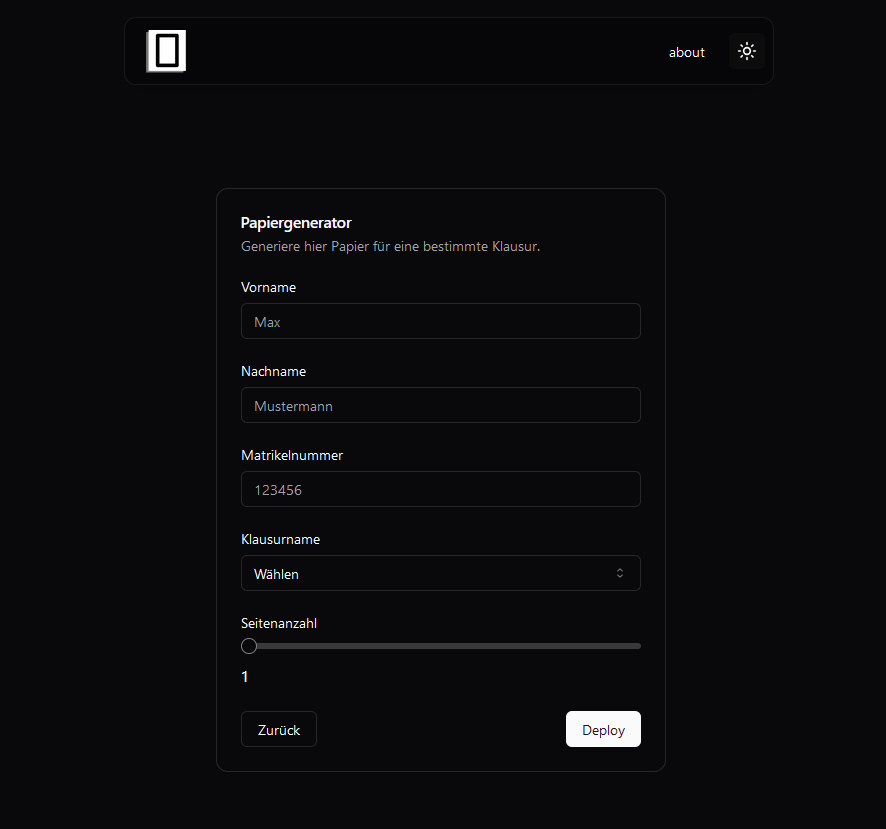 about
Papiergenerator
Generiere hier Papier für eine bestimmte Klausur.
Vorname
Max
Nachname
Mustermann
Matrikelnummer
123456
Klausurname
Wählen
Seitenanzahl
1
Zurück
Deploy